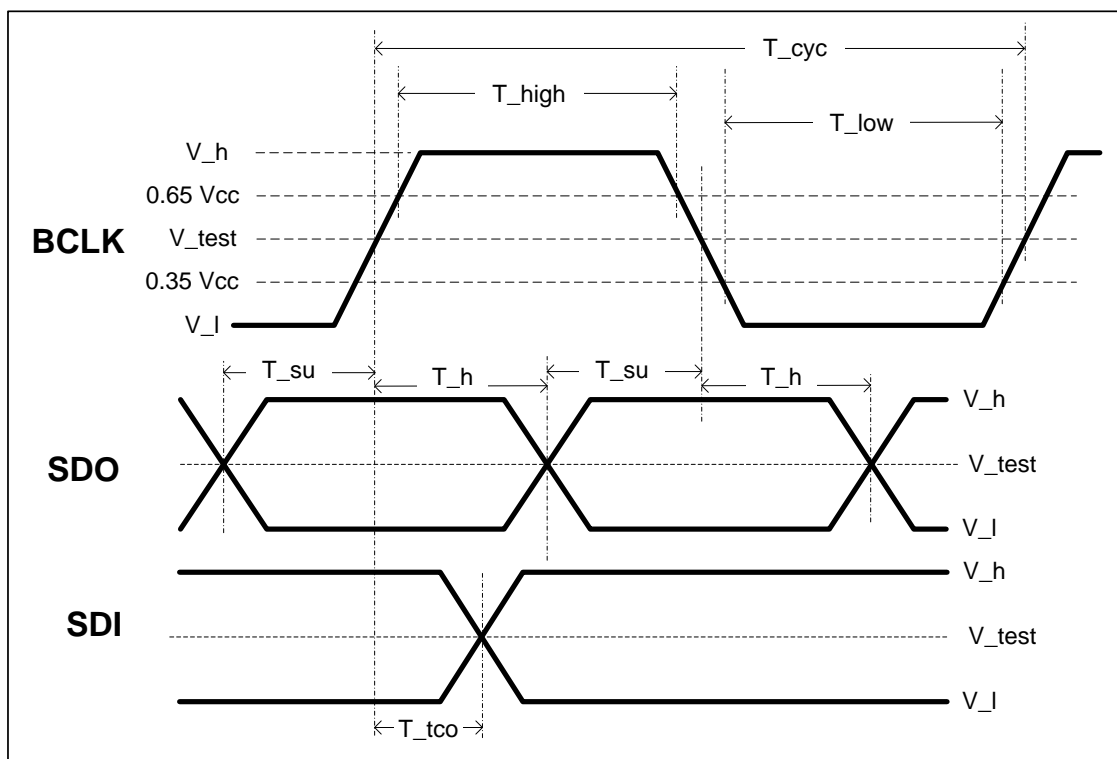 T_cyc
T_high
T_low
V_h
0.65 Vcc
BCLK
V_test
0.35 Vcc
V_l
T_su
T_h
T_su
T_h
V_h
SDO
V_test
V_l
V_h
SDI
V_test
V_l
T_tco